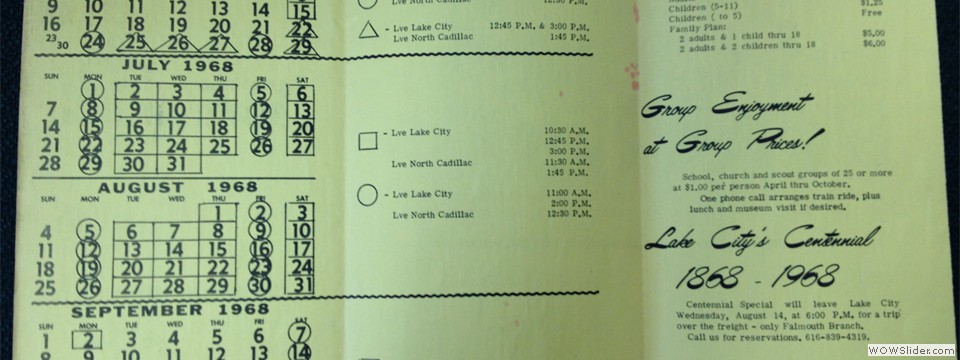 9 10 11 12 13 14 15
16 17 18 19 20 21 22
23 30 24 25 26 27 28 29
JULY 1968
SUN MON TUE WED THU FRI SAT
1 2 3 4 5 6
7 8 9 10 11 12 13
14 15 16 17 18 19 20
21 22 23 24 25 26 27
28 29 30 31
AUGUST 1968
SUN MON TUE WED THU FRI SAT
1 2 3
4 5 6 7 8 9 10
11 12 13 14 15 16 17
18 19 20 21 22 23 24
25 26 27 28 29 30 31
SEPTEMBER 1968
SUN MON TUE WED THU FRI SAT
1 2 3 4 5 6 7
8 9 10 11 12 13 14
Lve North Cadillac 12:30 P.M.
- Lve Lake City 12:45 P.M. & 3:00 P.M.
Lve North Cadillac 1:45 P.M.
- Lve Lake City 10:30 A.M.
12:45 P.M.
3:00 P.M.
Lve North Cadillac 11:30 A.M.
1:45 P.M.
- Lve Lake City 11:00 A.M.
2:00 P.M.
Lve North Cadillac 12:30 P.M.
$1.25
Children (5-11)
Children ( to 5) Free
Family Plan:
2 adults & 1 child thru 18 $5.00
2 adults & 2 children thru 18 $6.00
Group Enjoyment
at Group Prices!
School, church and scout groups of 25 or more
at $1.00 per person April thru October.
One phone call arranges train ride, plus
lunch and museum visit if desired.
Lake City's Centennial
1868 - 1968
Centennial Special will leave Lake City
Wednesday, August 14, at 6:00 P.M. for a trip
over the freight - only Falmouth Branch.
Call us for reservations. 616-839-4319.
WOWSlider.com